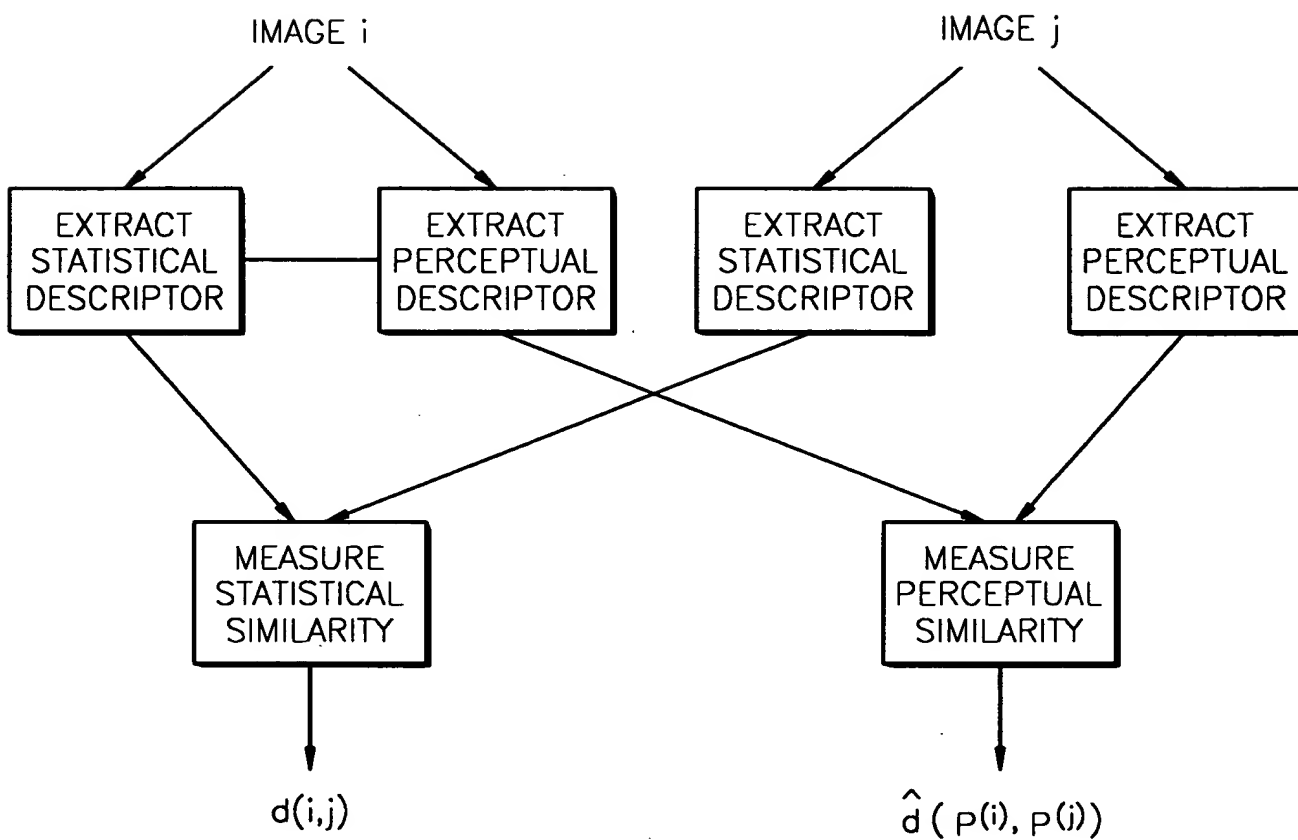 IMAGE i
IMAGE j
EXTRACT
STATISTICAL
DESCRIPTOR
EXTRACT
PERCEPTUAL
DESCRIPTOR
EXTRACT
STATISTICAL
DESCRIPTOR
EXTRACT
PERCEPTUAL
DESCRIPTOR
MEASURE
STATISTICAL
SIMILARITY
MEASURE
PERCEPTUAL
SIMILARITY
d(i,j)
d̂ (P(i), P(j))